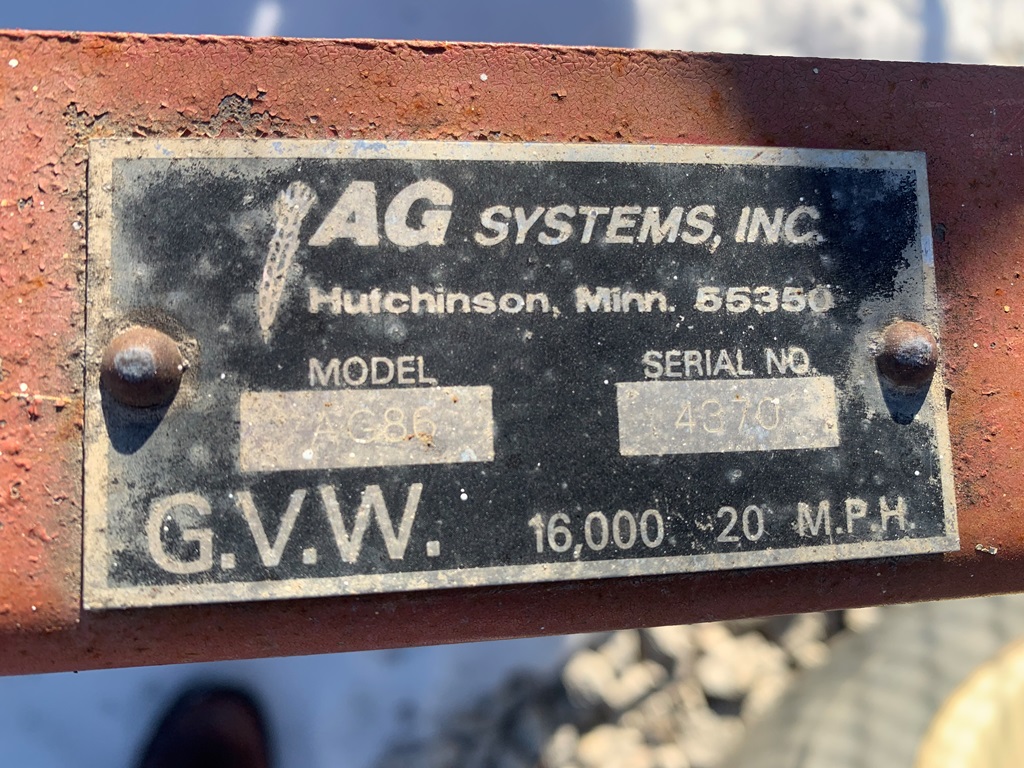 AG SYSTEMS, INC.
Hutchinson, Minn. 55350
MODEL SERIAL NO.
AG86 4370
G.V.W. 16,000 20 M.P.H.